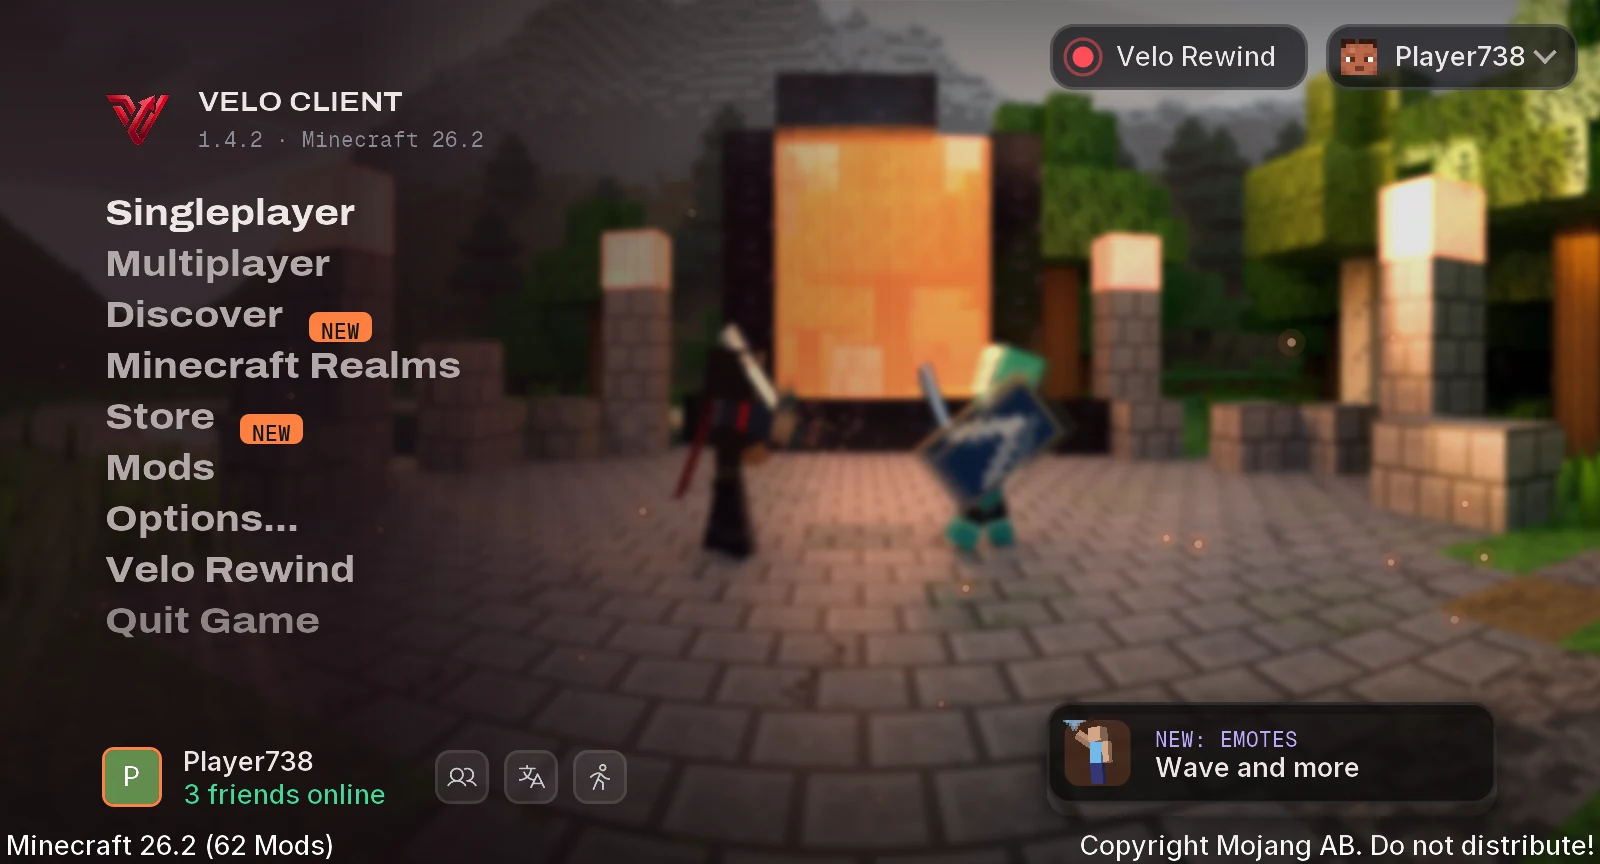 Velo Rewind
Player738
VELO CLIENT
1.4.2 · Minecraft 26.2
Singleplayer
Multiplayer
Discover NEW
Minecraft Realms
Store NEW
Mods
Options...
Velo Rewind
Quit Game
P
Player738
3 friends online
文A
NEW: EMOTES
Wave and more
Minecraft 26.2 (62 Mods)
Copyright Mojang AB. Do not distribute!